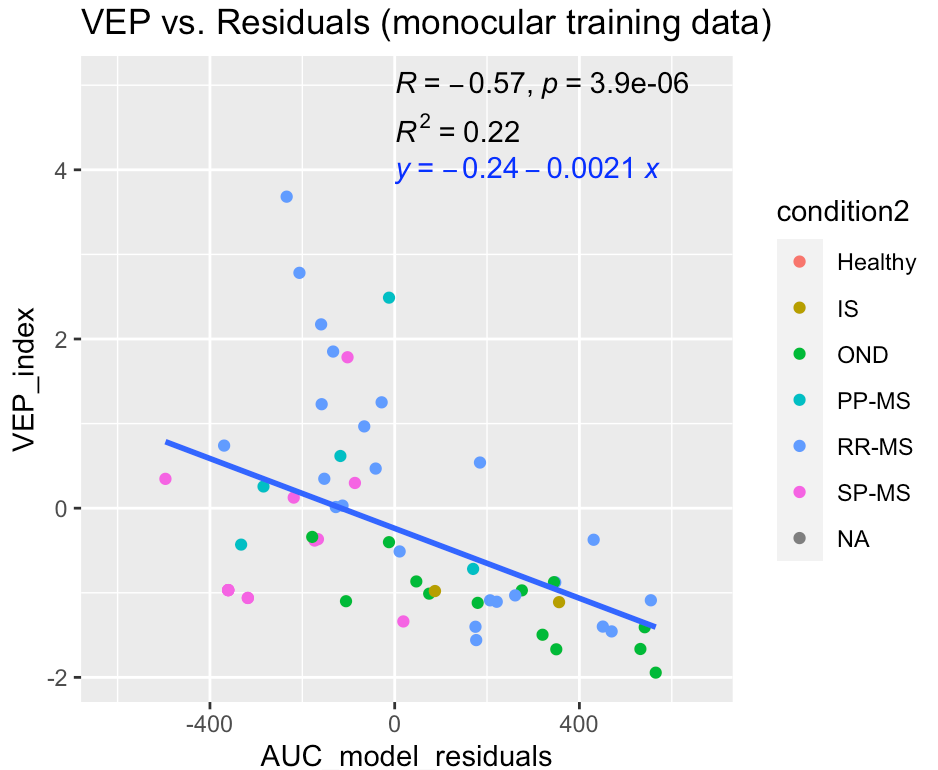 VEP vs. Residuals (monocular training data)
R = −0.57, p = 3.9e-06
R² = 0.22
y = −0.24 − 0.0021 x
4
2
0
-2
VEP_index
-400
0
400
AUC_model_residuals
condition2
Healthy
IS
OND
PP-MS
RR-MS
SP-MS
NA